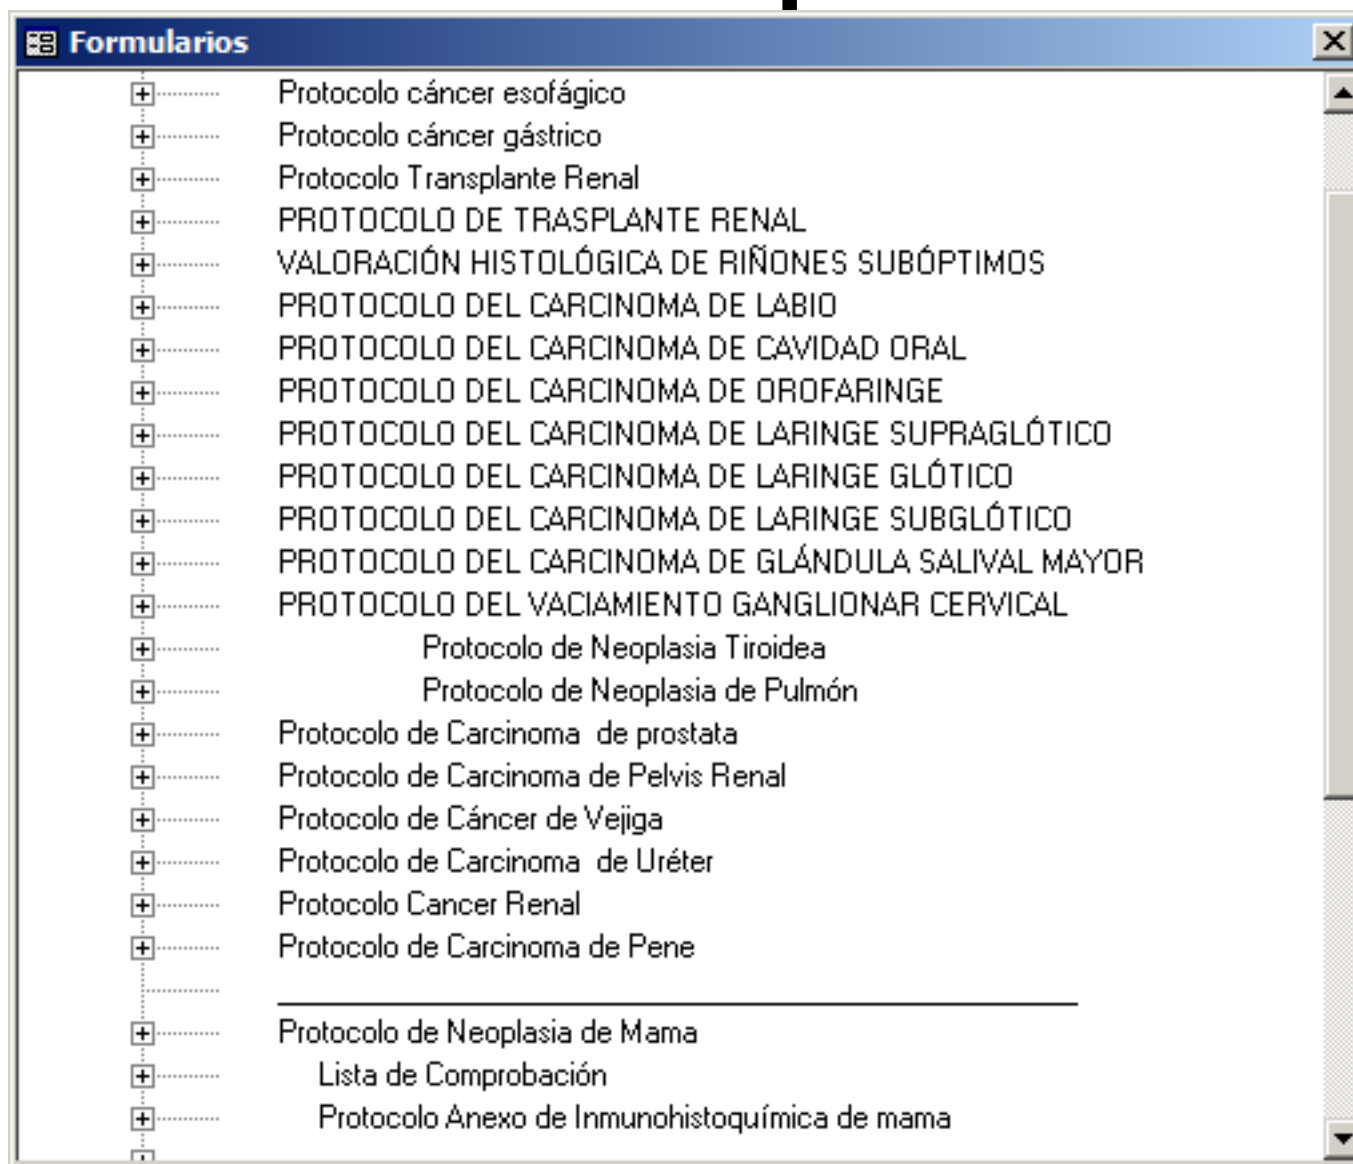 Formularios
Protocolo cáncer esofágico
Protocolo cáncer gástrico
Protocolo Transplante Renal
PROTOCOLO DE TRASPLANTE RENAL
VALORACIÓN HISTOLÓGICA DE RIÑONES SUBÓPTIMOS
PROTOCOLO DEL CARCINOMA DE LABIO
PROTOCOLO DEL CARCINOMA DE CAVIDAD ORAL
PROTOCOLO DEL CARCINOMA DE OROFARINGE
PROTOCOLO DEL CARCINOMA DE LARINGE SUPRAGLÓTICO
PROTOCOLO DEL CARCINOMA DE LARINGE GLÓTICO
PROTOCOLO DEL CARCINOMA DE LARINGE SUBGLÓTICO
PROTOCOLO DEL CARCINOMA DE GLÁNDULA SALIVAL MAYOR
PROTOCOLO DEL VACIAMIENTO GANGLIONAR CERVICAL
Protocolo de Neoplasia Tiroidea
Protocolo de Neoplasia de Pulmón
Protocolo de Carcinoma  de prostata
Protocolo de Carcinoma de Pelvis Renal
Protocolo de Cáncer de Vejiga
Protocolo de Carcinoma  de Uréter
Protocolo Cancer Renal
Protocolo de Carcinoma de Pene
Protocolo de Neoplasia de Mama
Lista de Comprobación
Protocolo Anexo de Inmunohistoquímica de mama